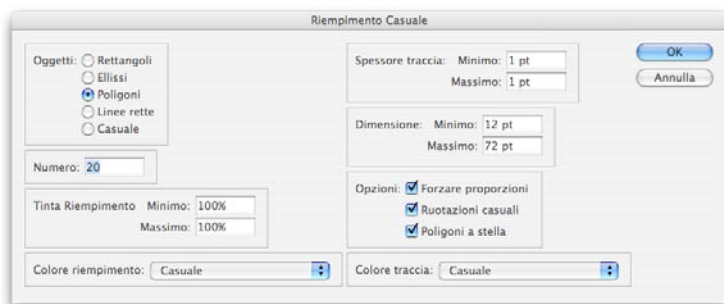 Riempimento Casuale
Oggetti: Rettangoli
Ellissi
Poligoni
Linee rette
Casuale
Numero: 20
Tinta Riempimento Minimo: 100%
Massimo: 100%
Colore riempimento: Casuale
Spessore traccia: Minimo: 1 pt
Massimo: 1 pt
Dimensione: Minimo: 12 pt
Massimo: 72 pt
Opzioni: Forzare proporzioni
Ruotazioni casuali
Poligoni a stella
Colore traccia: Casuale
OK
Annulla